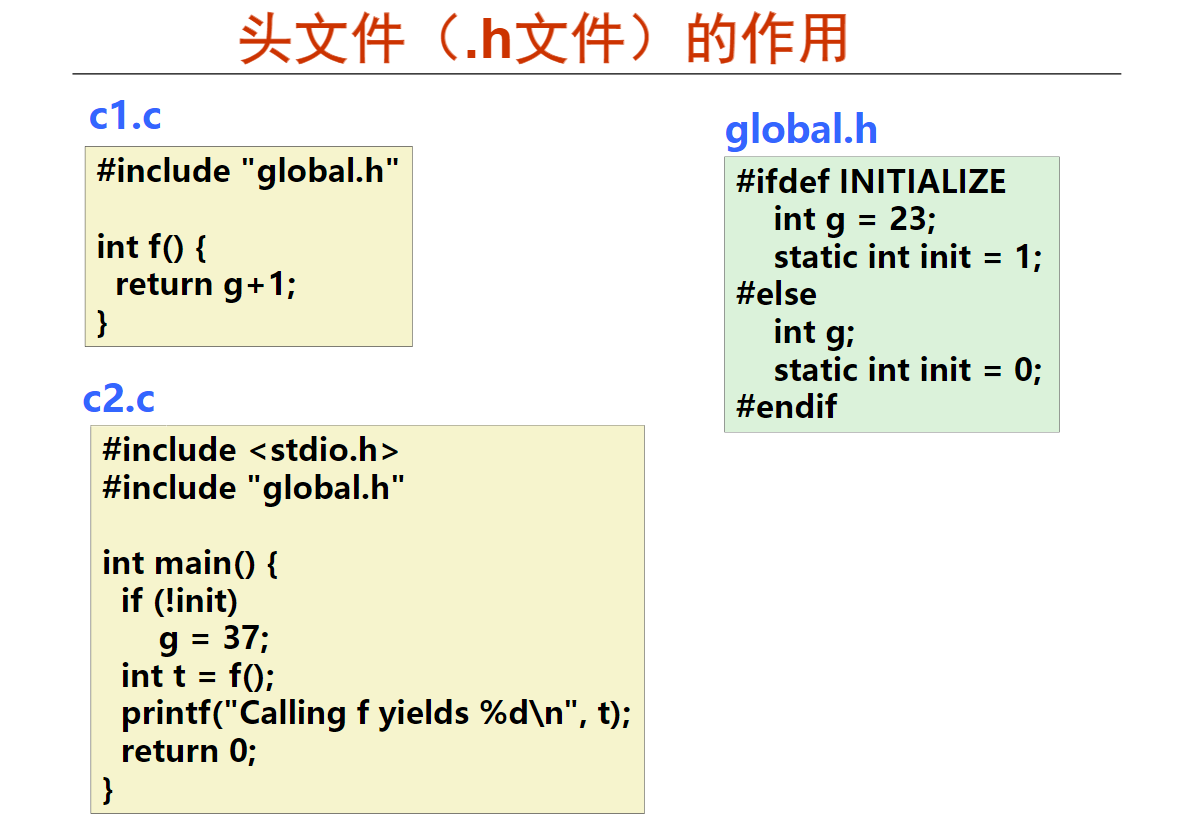 头文件（.h文件）的作用
c1.c
#include "global.h"
int f() {
  return g+1;
}
c2.c
#include <stdio.h>
#include "global.h"
int main() {
  if (!init)
    g = 37;
  int t = f();
  printf("Calling f yields %d\n", t);
  return 0;
}
global.h
#ifdef INITIALIZE
  int g = 23;
  static int init = 1;
#else
  int g;
  static int init = 0;
#endif